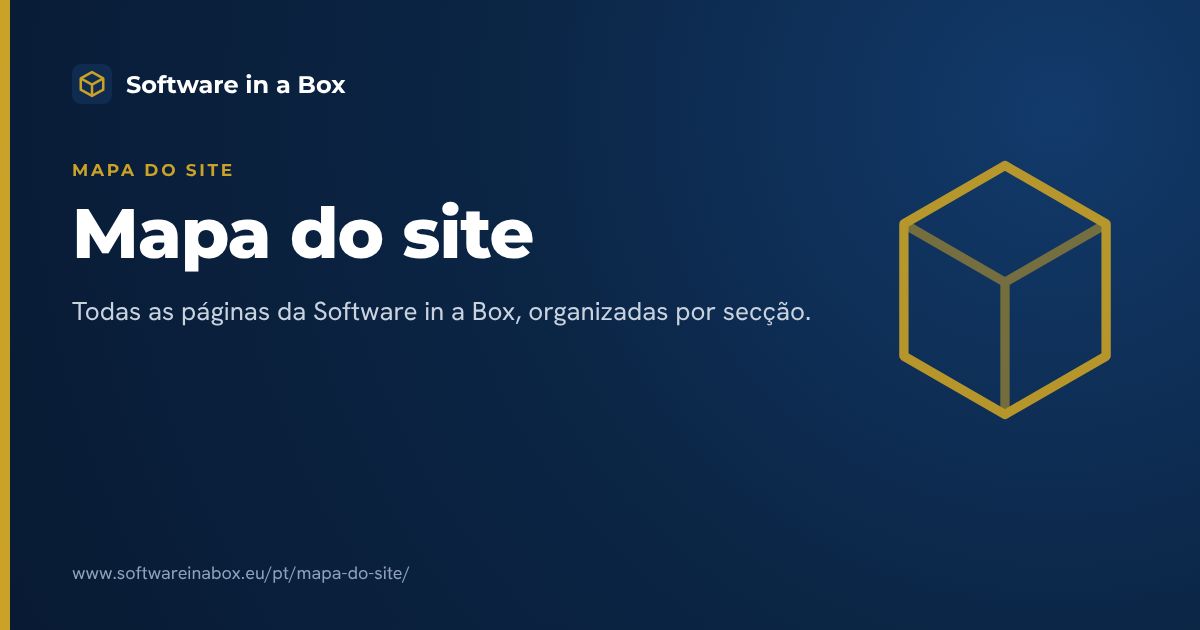 Software in a Box
MAPA DO SITE
Mapa do site
Todas as páginas da Software in a Box, organizadas por secção.
www.softwareinabox.eu/pt/mapa-do-site/